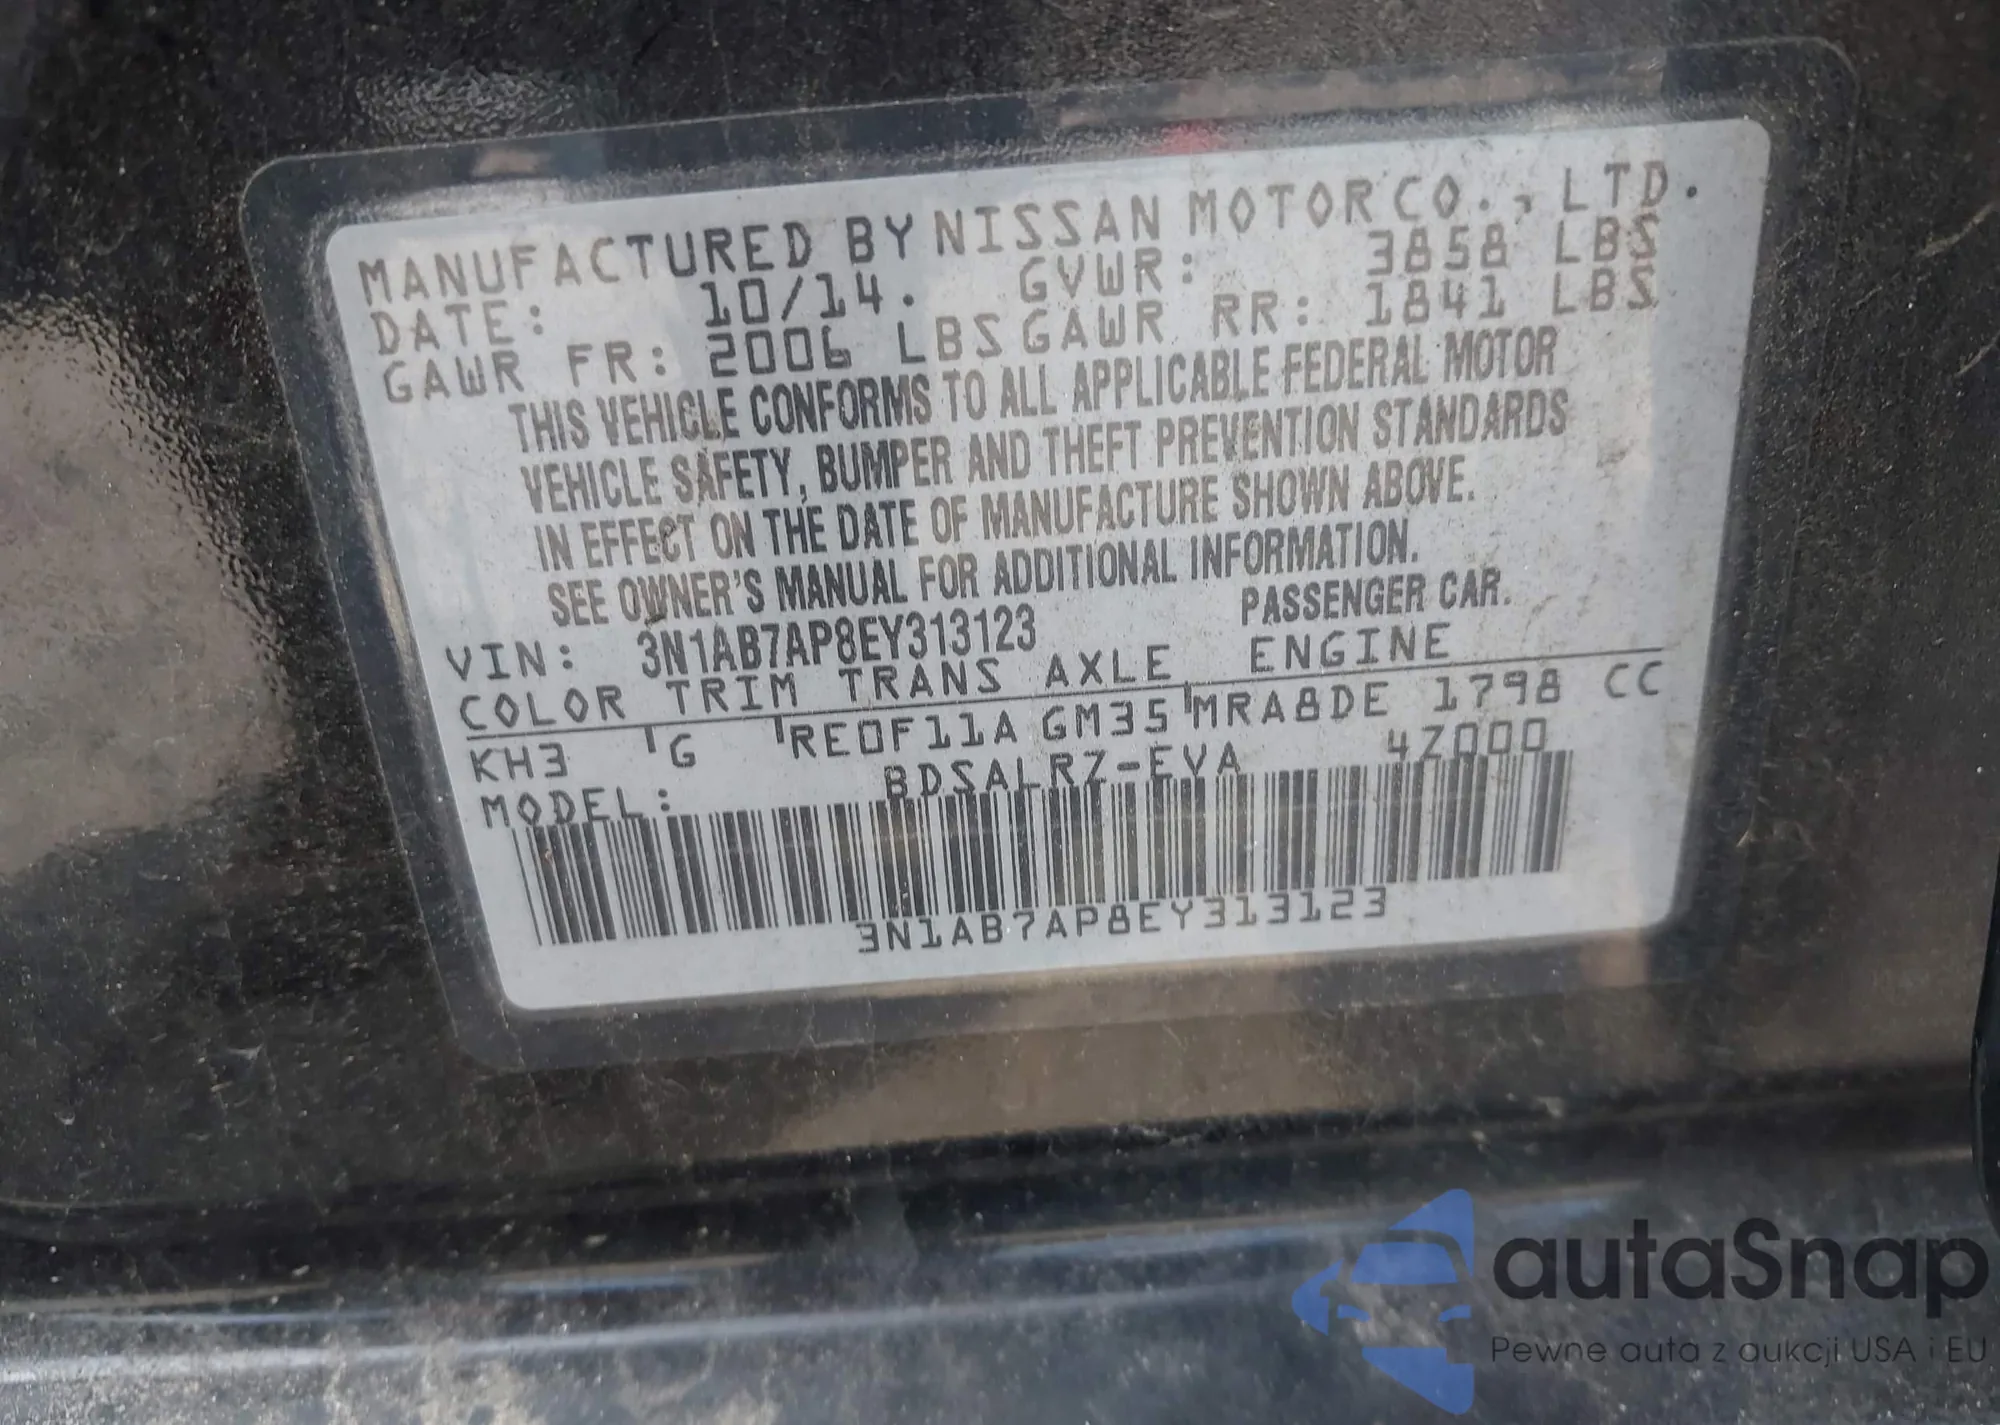 MANUFACTURED BY NISSAN MOTOR CO., LTD.
DATE: 10/14. GVWR: 3858 LBS
GAWR FR: 2006 LBS GAWR RR: 1841 LBS
THIS VEHICLE CONFORMS TO ALL APPLICABLE FEDERAL MOTOR
VEHICLE SAFETY, BUMPER AND THEFT PREVENTION STANDARDS
IN EFFECT ON THE DATE OF MANUFACTURE SHOWN ABOVE.
SEE OWNER'S MANUAL FOR ADDITIONAL INFORMATION.
VIN: 3N1AB7AP8EY313123 PASSENGER CAR.
COLOR TRIM TRANS AXLE ENGINE
KH3 G RE0F11A GM35 MRA8DE 1798 CC
MODEL: BDSALRZ-EVA 4Z000
3N1AB7AP8EY313123
autaSnap
Pewne auta z aukcji USA i EU